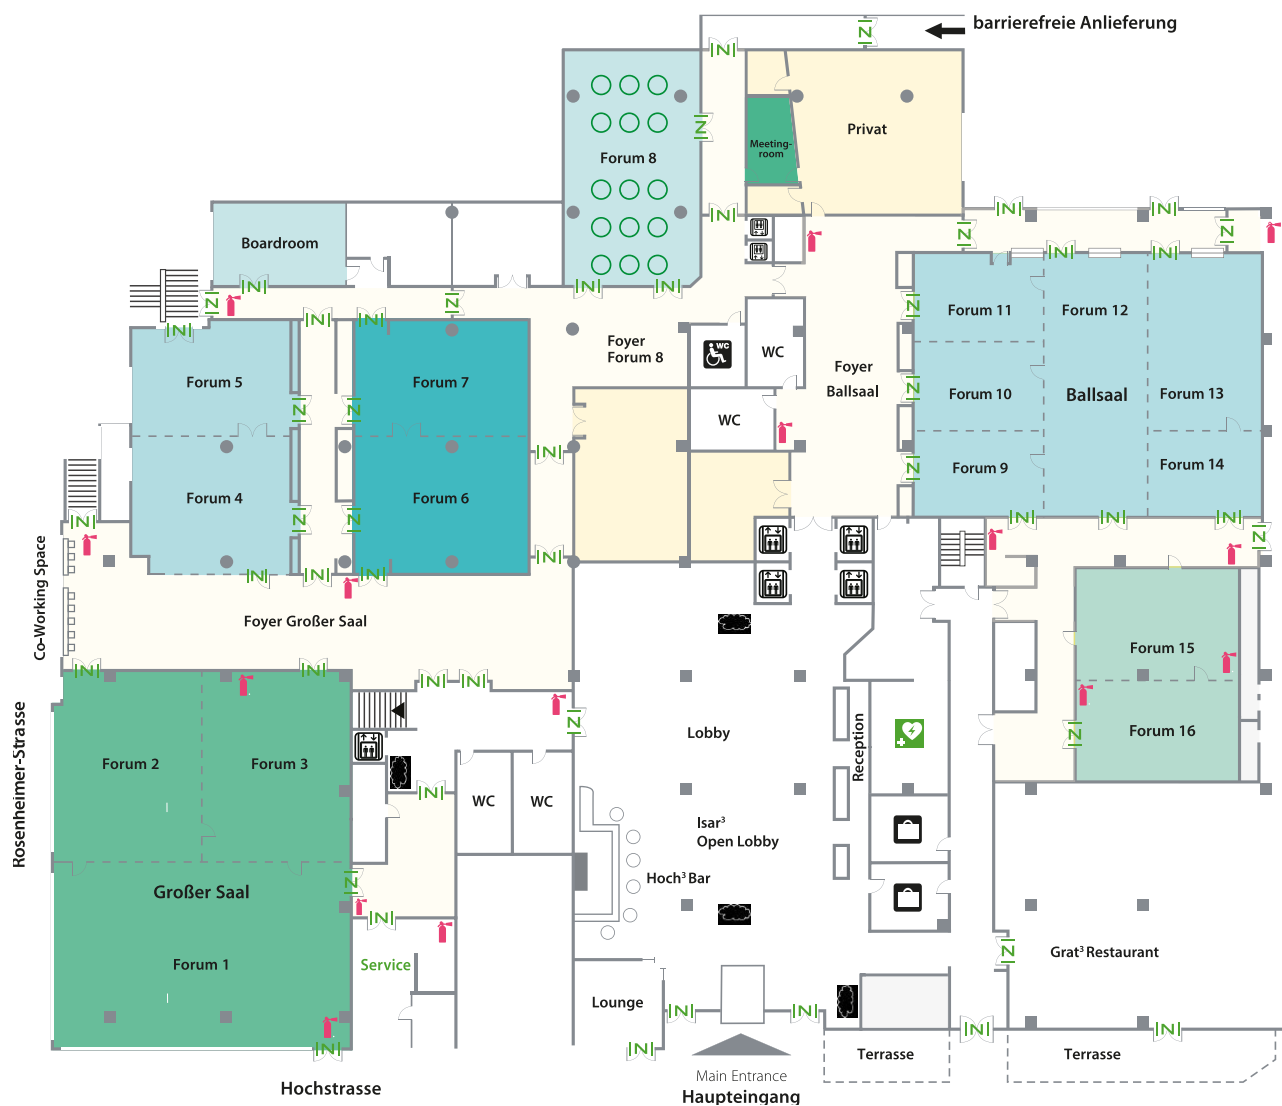 barrierefreie Anlieferung
Privat
Meeting-
room
Forum 8
Boardroom
Forum 11
Forum 12
Foyer
Forum 8
WC
WC
Foyer
Ballsaal
Forum 5
Forum 7
Forum 10
Ballsaal
Forum 13
WC
Forum 9
Forum 14
Forum 4
Forum 6
Co-Working Space
Foyer Großer Saal
Forum 15
Forum 16
Lobby
Reception
Rosenheimer-Strasse
Forum 2
Forum 3
WC
WC
Isar³
Open Lobby
Hoch³ Bar
Großer Saal
Forum 1
Service
Grat³ Restaurant
Lounge
Terrasse
Terrasse
Main Entrance
Haupteingang
Hochstrasse